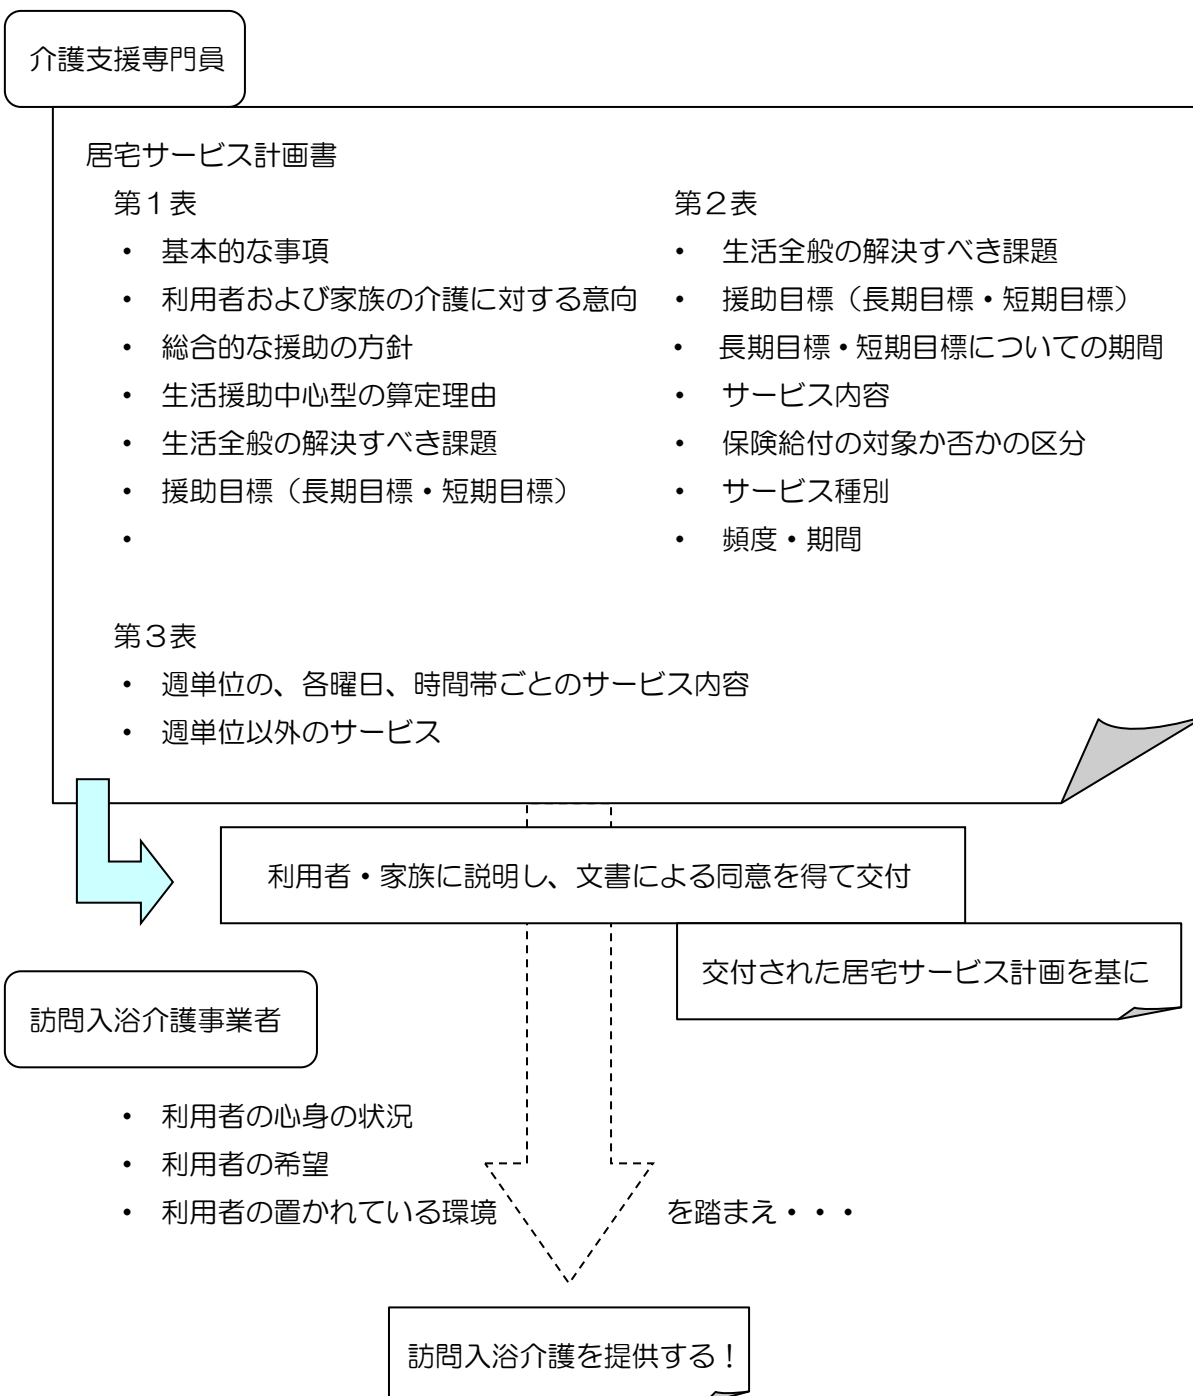 介護支援専門員
居宅サービス計画書
第１表
・ 基本的な事項
・ 利用者および家族の介護に対する意向
・ 総合的な援助の方針
・ 生活援助中心型の算定理由
・ 生活全般の解決すべき課題
・ 援助目標（長期目標・短期目標）
・
第２表
・ 生活全般の解決すべき課題
・ 援助目標（長期目標・短期目標）
・ 長期目標・短期目標についての期間
・ サービス内容
・ 保険給付の対象か否かの区分
・ サービス種別
・ 頻度・期間
第３表
・ 週単位の、各曜日、時間帯ごとのサービス内容
・ 週単位以外のサービス
利用者・家族に説明し、文書による同意を得て交付
交付された居宅サービス計画を基に
訪問入浴介護事業者
・ 利用者の心身の状況
・ 利用者の希望
・ 利用者の置かれている環境 を踏まえ・・・
訪問入浴介護を提供する！